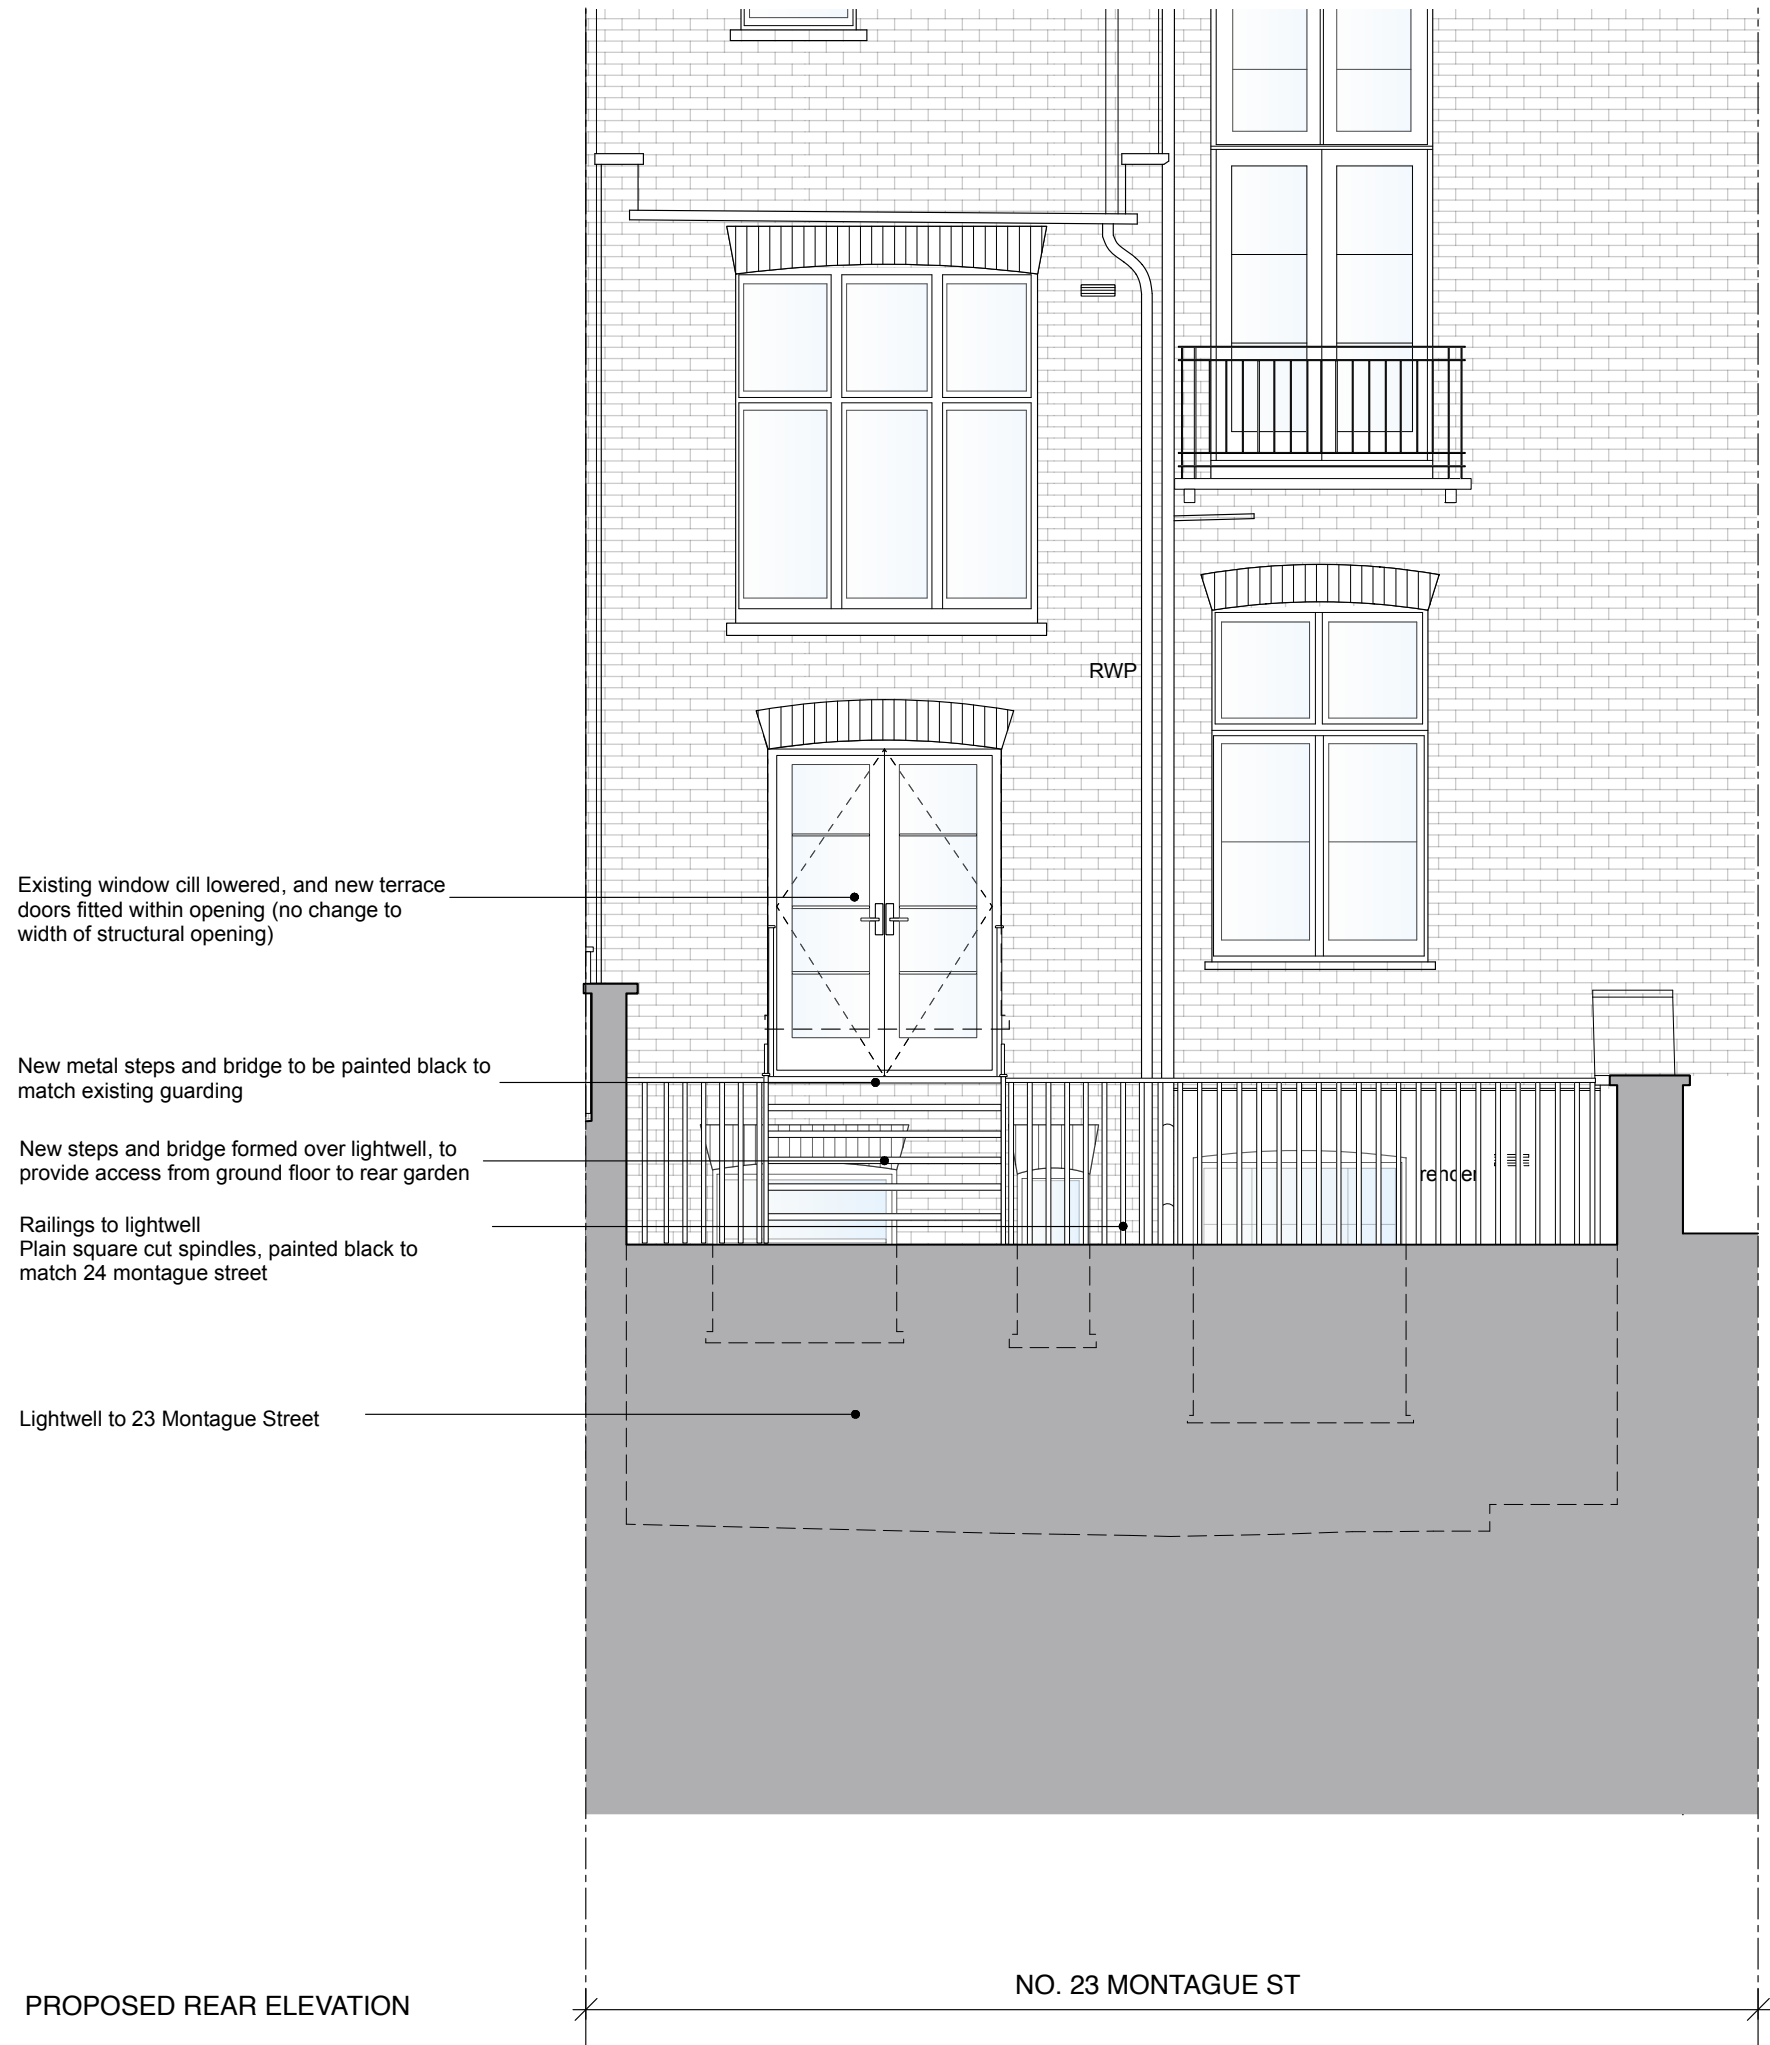 RWP
Existing window cill lowered, and new terrace
doors fitted within opening (no change to
width of structural opening)
New metal steps and bridge to be painted black to
match existing guarding
New steps and bridge formed over lightwell, to
provide access from ground floor to rear garden
render
Railings to lightwell
Plain square cut spindles, painted black to
match 24 montague street
Lightwell to 23 Montague Street
NO. 23 MONTAGUE ST
PROPOSED REAR ELEVATION